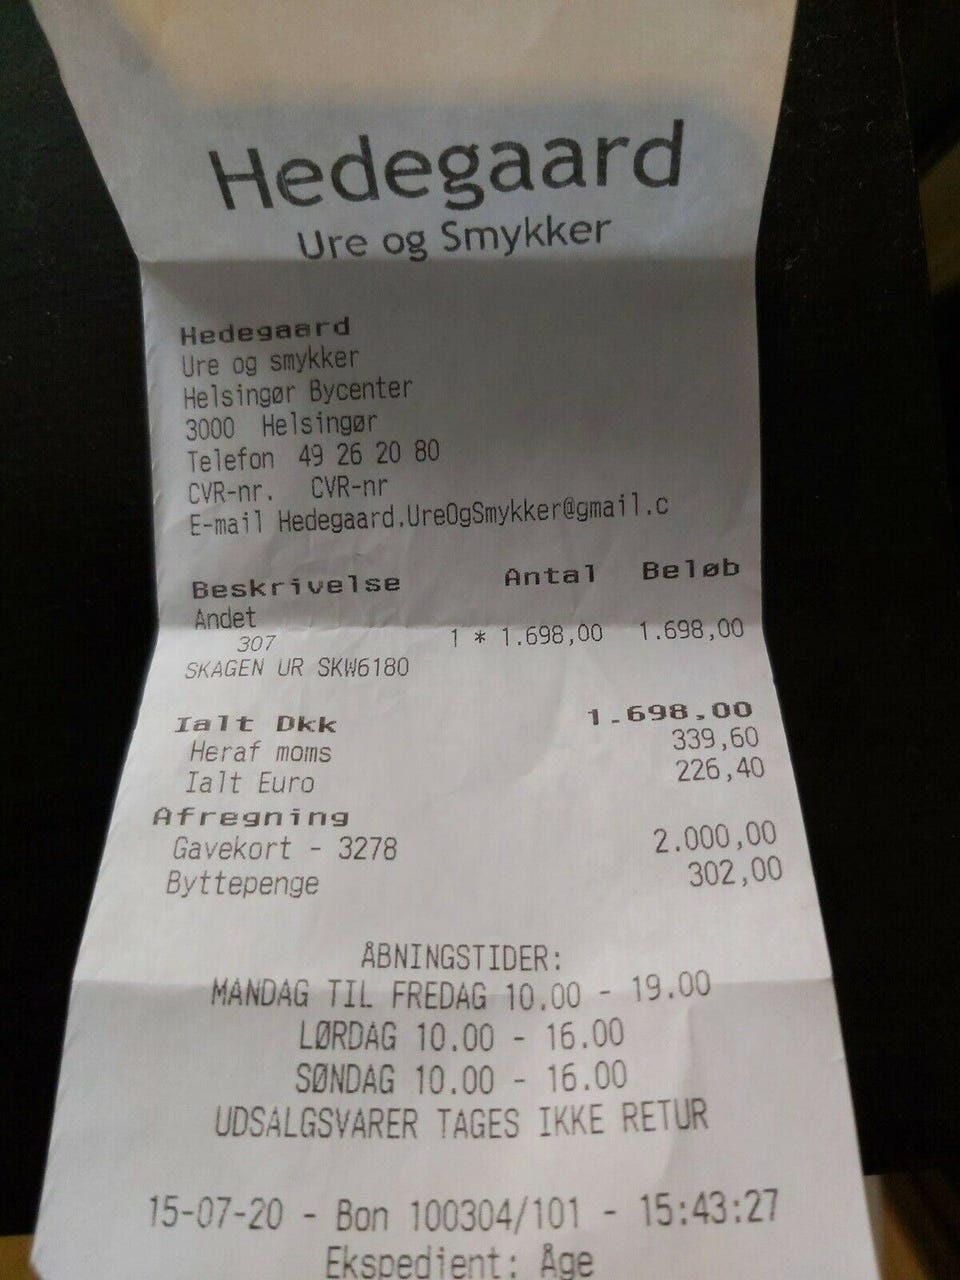 Hedegaard
Ure og Smykker
Hedegaard
Ure og smykker
Helsingør Bycenter
3000 Helsingør
Telefon 49 26 20 80
CVR-nr. CVR-nr
E-mail Hedegaard.UreOgSmykker@gmail.c
Beskrivelse Antal Beløb
Andet
307 1 * 1.698,00 1.698,00
SKAGEN UR SKW6180
Ialt Dkk 1.698,00
Heraf moms 339,60
Ialt Euro 226,40
Afregning
Gavekort - 3278 2.000,00
Byttepenge 302,00
ÅBNINGSTIDER:
MANDAG TIL FREDAG 10.00 - 19.00
LØRDAG 10.00 - 16.00
SØNDAG 10.00 - 16.00
UDSALGSVARER TAGES IKKE RETUR
15-07-20 - Bon 100304/101 - 15:43:27
Ekspedient: Åge